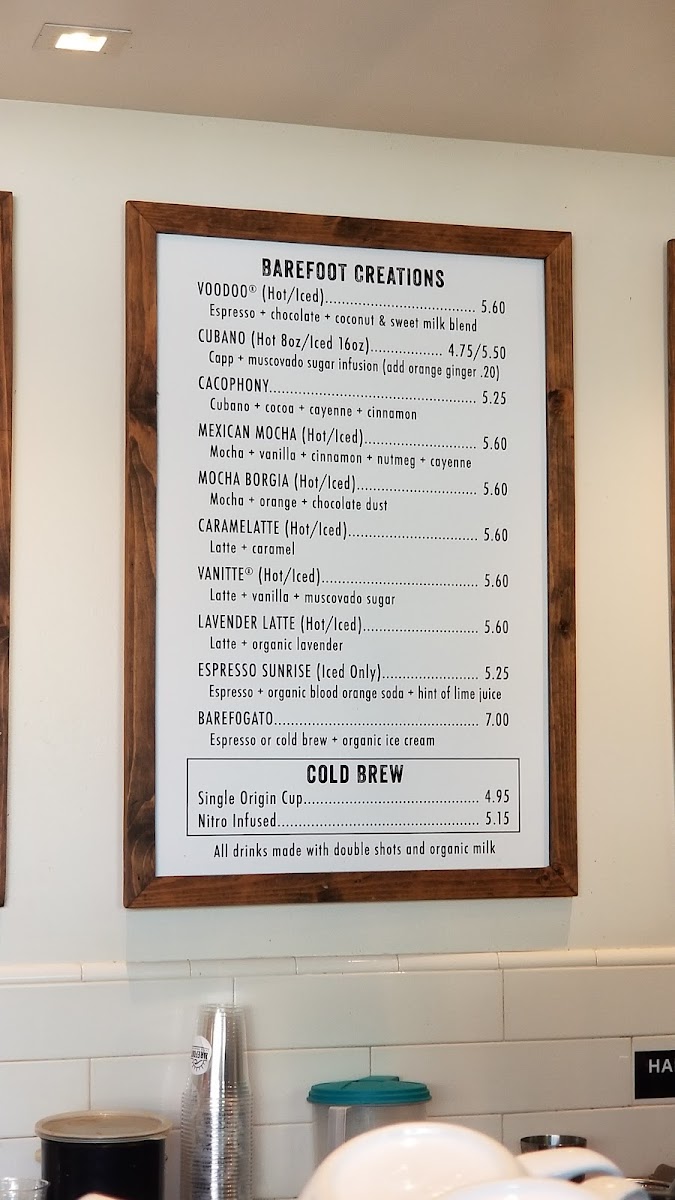 BAREFOOT CREATIONS
VOODOO® (Hot/Iced)........................................ 5.60
Espresso + chocolate + coconut & sweet milk blend
CUBANO (Hot 8oz/Iced 16oz)................... 4.75/5.50
Capp + muscovado sugar infusion (add orange ginger .20)
CACOPHONY....................................................... 5.25
Cubano + cocoa + cayenne + cinnamon
MEXICAN MOCHA (Hot/Iced).............................. 5.60
Mocha + vanilla + cinnamon + nutmeg + cayenne
MOCHA BORGIA (Hot/Iced)................................ 5.60
Mocha + orange + chocolate dust
CARAMELATTE (Hot/Iced)................................... 5.60
Latte + caramel
VANITTE® (Hot/Iced).......................................... 5.60
Latte + vanilla + muscovado sugar
LAVENDER LATTE (Hot/Iced)............................... 5.60
Latte + organic lavender
ESPRESSO SUNRISE (Iced Only).......................... 5.25
Espresso + organic blood orange soda + hint of lime juice
BAREFOGATO...................................................... 7.00
Espresso or cold brew + organic ice cream
COLD BREW
Single Origin Cup............................................... 4.95
Nitro Infused...................................................... 5.15
All drinks made with double shots and organic milk
HA